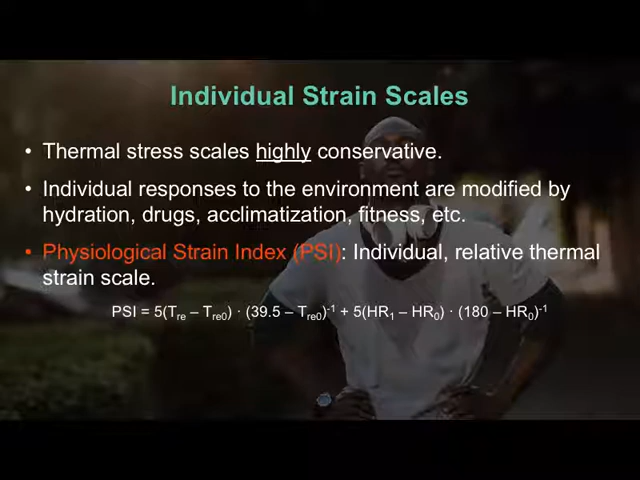 Individual Strain Scales
• Thermal stress scales highly conservative.
• Individual responses to the environment are modified by
hydration, drugs, acclimatization, fitness, etc.
• Physiological Strain Index (PSI): Individual, relative thermal
strain scale.
PSI = 5(Tre – Tre0) · (39.5 – Tre0)-1 + 5(HR1 – HR0) · (180 – HR0)-1